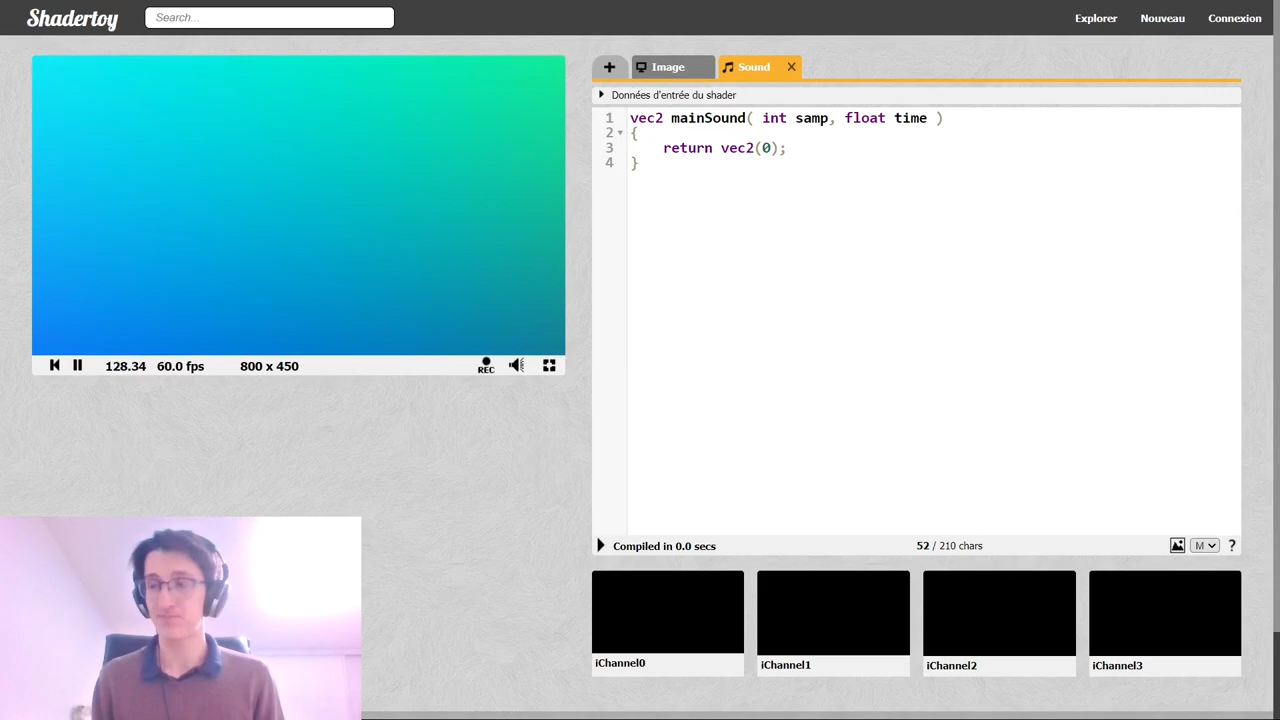 Shadertoy
Search...
Explorer
Nouveau
Connexion
+
Image
Sound
Données d'entrée du shader
1 vec2 mainSound( int samp, float time )
2 {
3 return vec2(0);
4 }
128.34
60.0 fps
800 x 450
REC
Compiled in 0.0 secs
52 / 210 chars
M
?
iChannel0
iChannel1
iChannel2
iChannel3